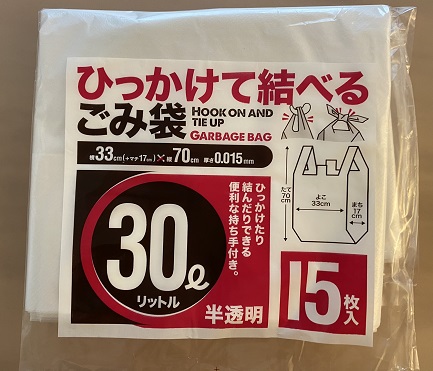 ひっかけて結べる
ごみ袋
HOOK ON AND
TIE UP
GARBAGE BAG
横33cm(+マチ17cm)×縦70cm 厚さ0.015mm
たて
70cm
よこ
33cm
まち
17cm
ひっかけたり
結んだりできる
便利な持ち手付き。
30ℓ
リットル
半透明
15枚入